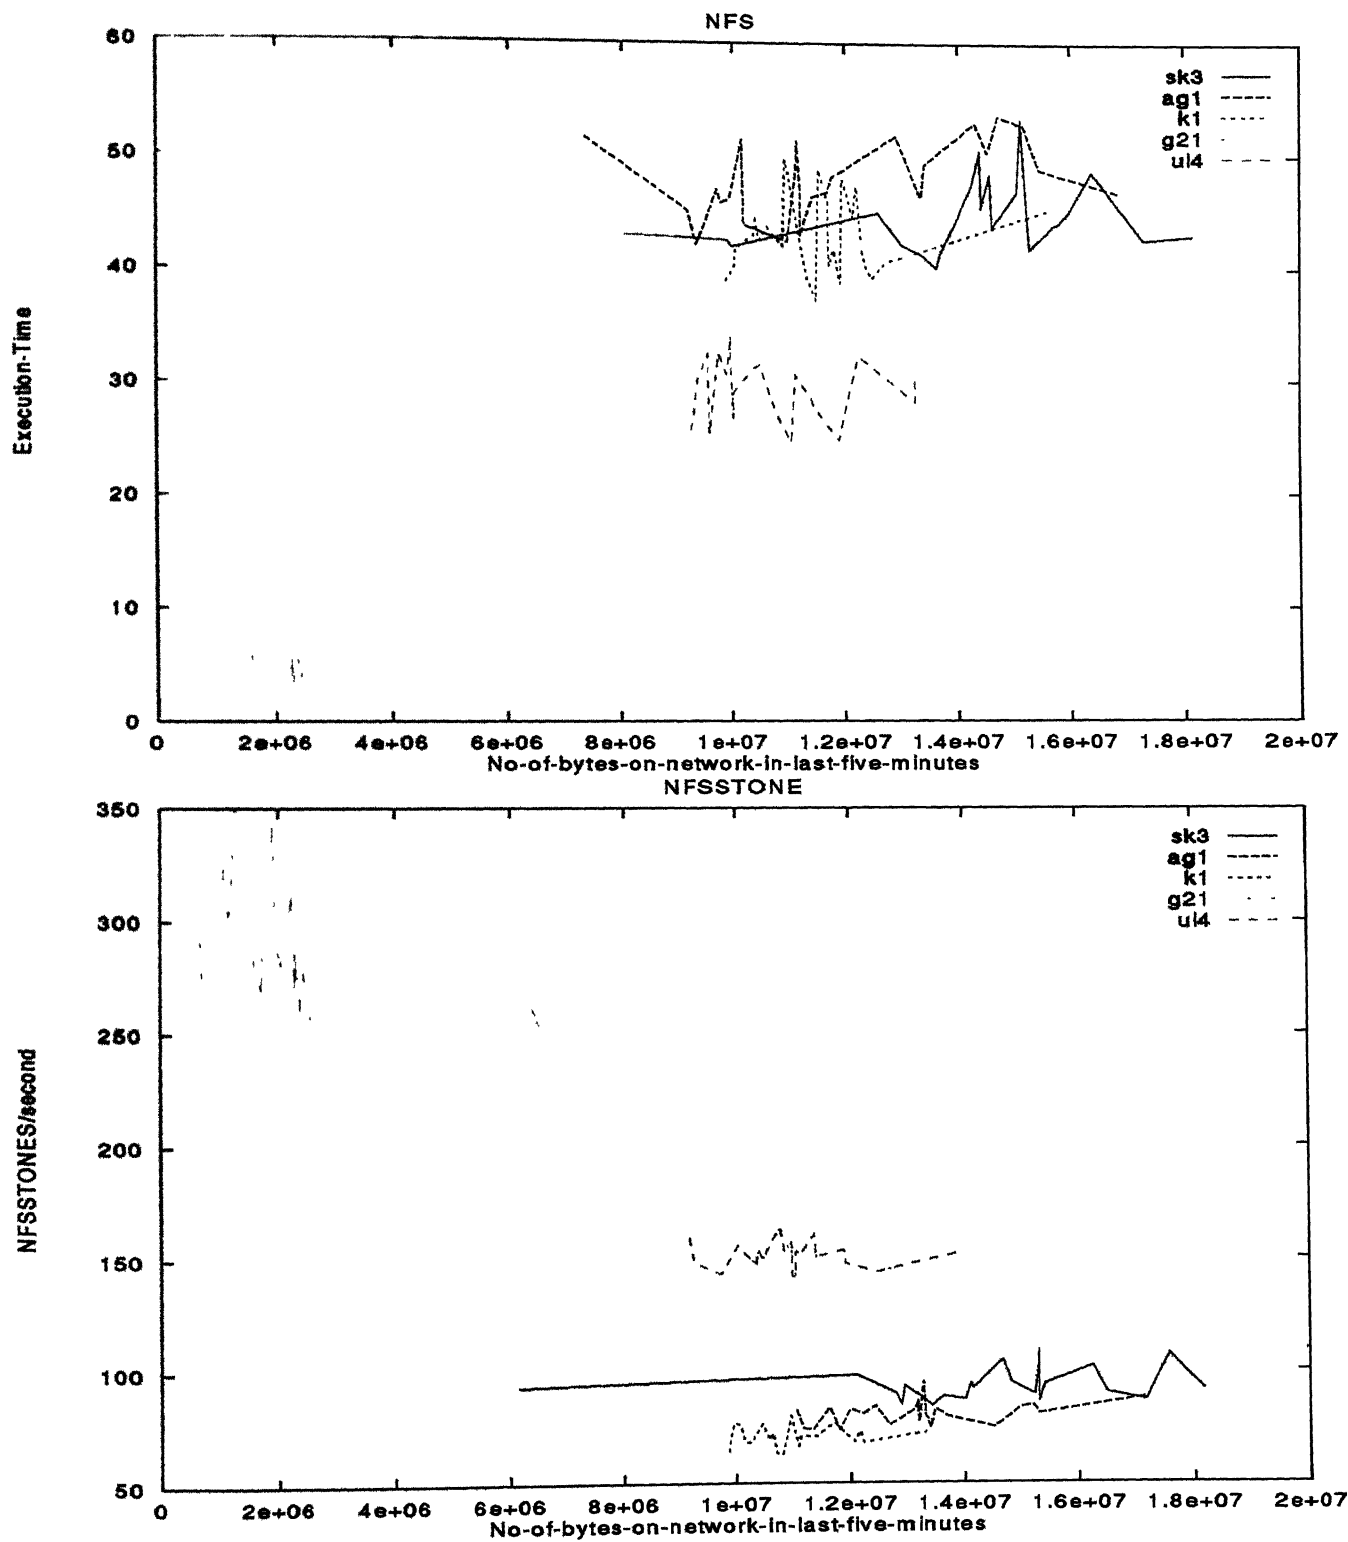 NFS
60
50
40
30
20
10
0
Execution-Time
sk3
ag1
k1
g21
ul4
0 2e+06 4e+06 6e+06 8e+06 1e+07 1.2e+07 1.4e+07 1.6e+07 1.8e+07 2e+07
No-of-bytes-on-network-in-last-five-minutes
NFSSTONE
350
300
250
200
150
100
50
NFSSTONES/second
sk3
ag1
k1
g21
ul4
0 2e+06 4e+06 6e+06 8e+06 1e+07 1.2e+07 1.4e+07 1.6e+07 1.8e+07 2e+07
No-of-bytes-on-network-in-last-five-minutes